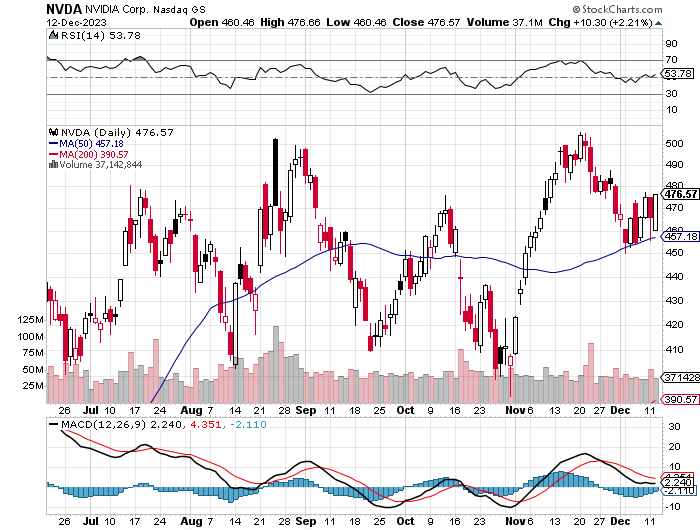 NVDA NVIDIA Corp. Nasdaq GS
© StockCharts.com
12-Dec-2023 Open 460.46 High 476.66 Low 460.46 Close 476.57 Volume 37.1M Chg +10.30 (+2.21%)
RSI(14) 53.78
90
70
53.78
50
30
10
NVDA (Daily) 476.57
MA(50) 457.18
MA(200) 390.57
Volume 37,142,844
500
490
480
476.57
470
460
457.18
450
440
430
420
410
125M
100M
75M
50M
25M
37142844
390.57
26 Jul 10 17 24 Aug 7 14 21 28 Sep 11 18 25 Oct 9 16 23 Nov 6 13 20 27 Dec 11
MACD(12,26,9) 2.240, 4.351, -2.110
30
20
10
4.351
2.240
-2.110
-10
26 Jul 10 17 24 Aug 7 14 21 28 Sep 11 18 25 Oct 9 16 23 Nov 6 13 20 27 Dec 11